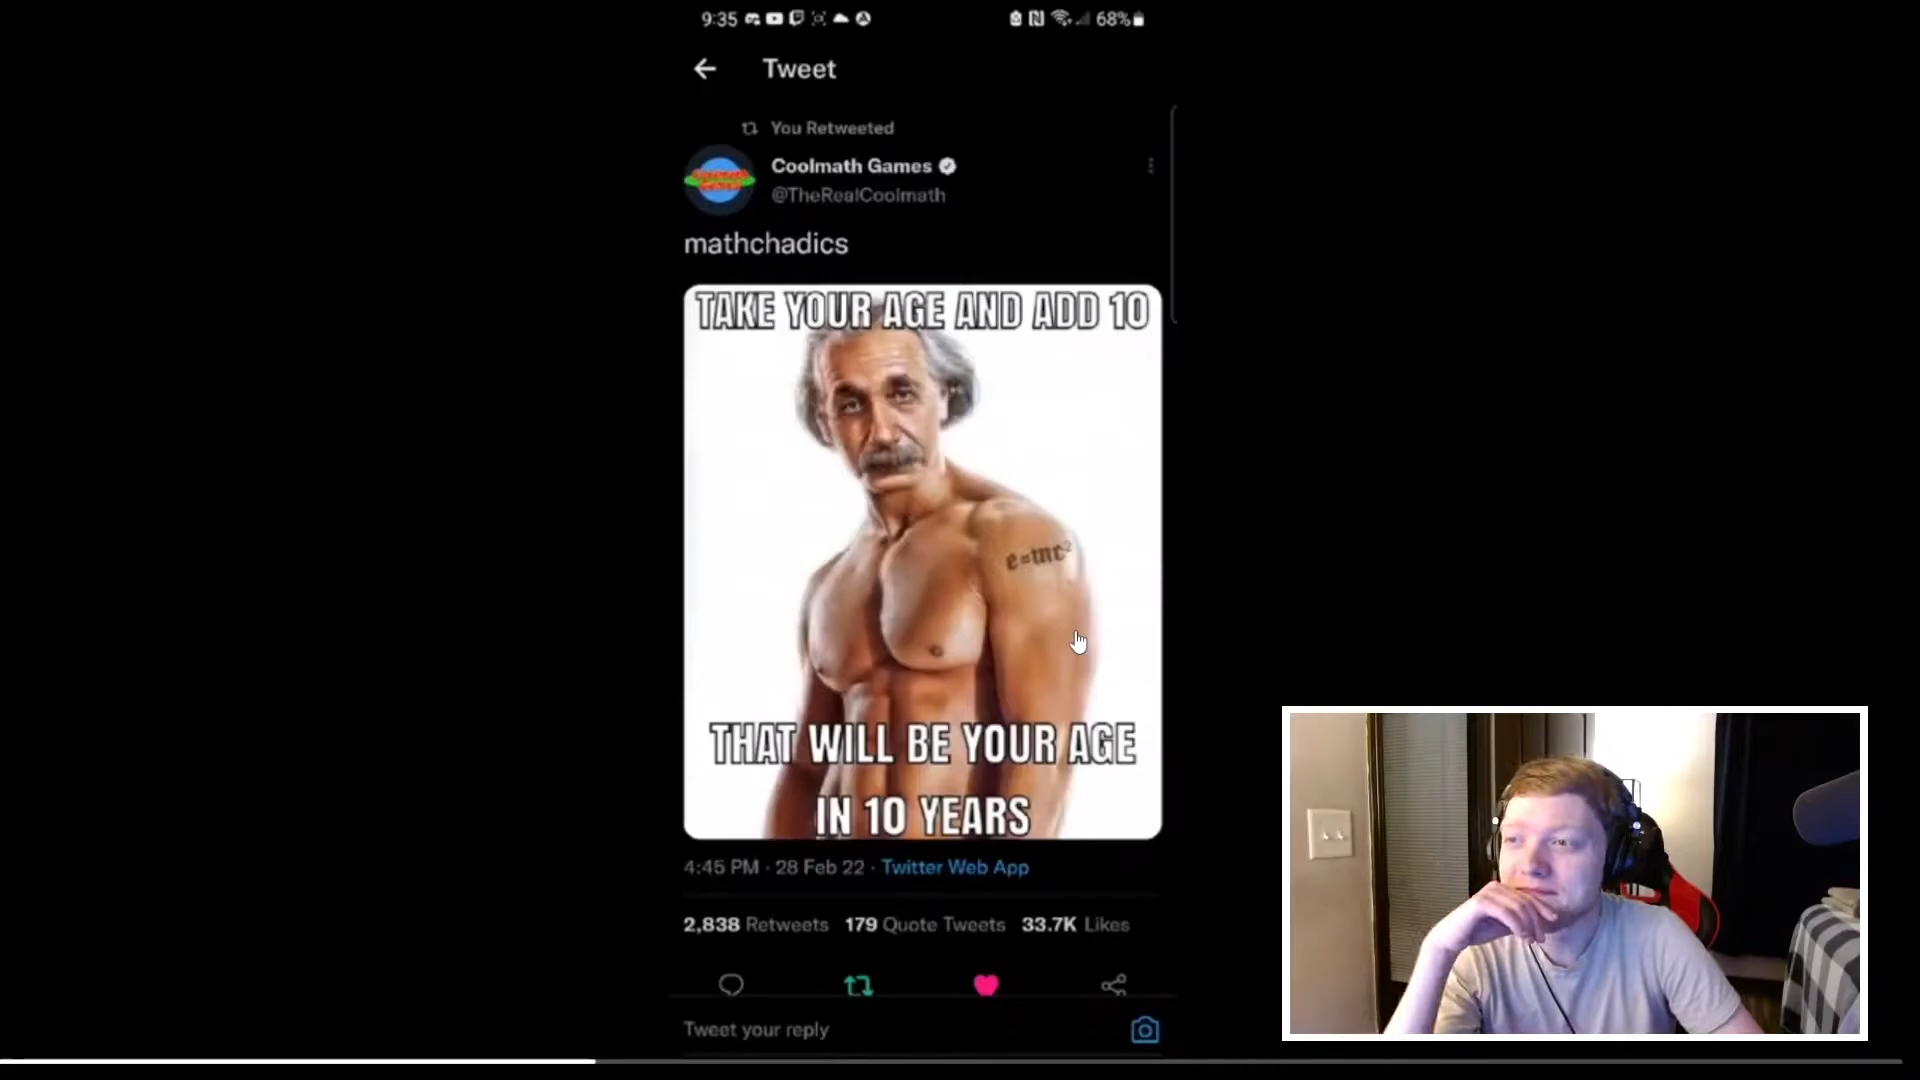 9:35
68%
Tweet
You Retweeted
Coolmath Games
@TheRealCoolmath
mathchadics
TAKE YOUR AGE AND ADD 10
e=mc²
THAT WILL BE YOUR AGE
IN 10 YEARS
4:45 PM · 28 Feb 22 · Twitter Web App
2,838 Retweets 179 Quote Tweets 33.7K Likes
Tweet your reply